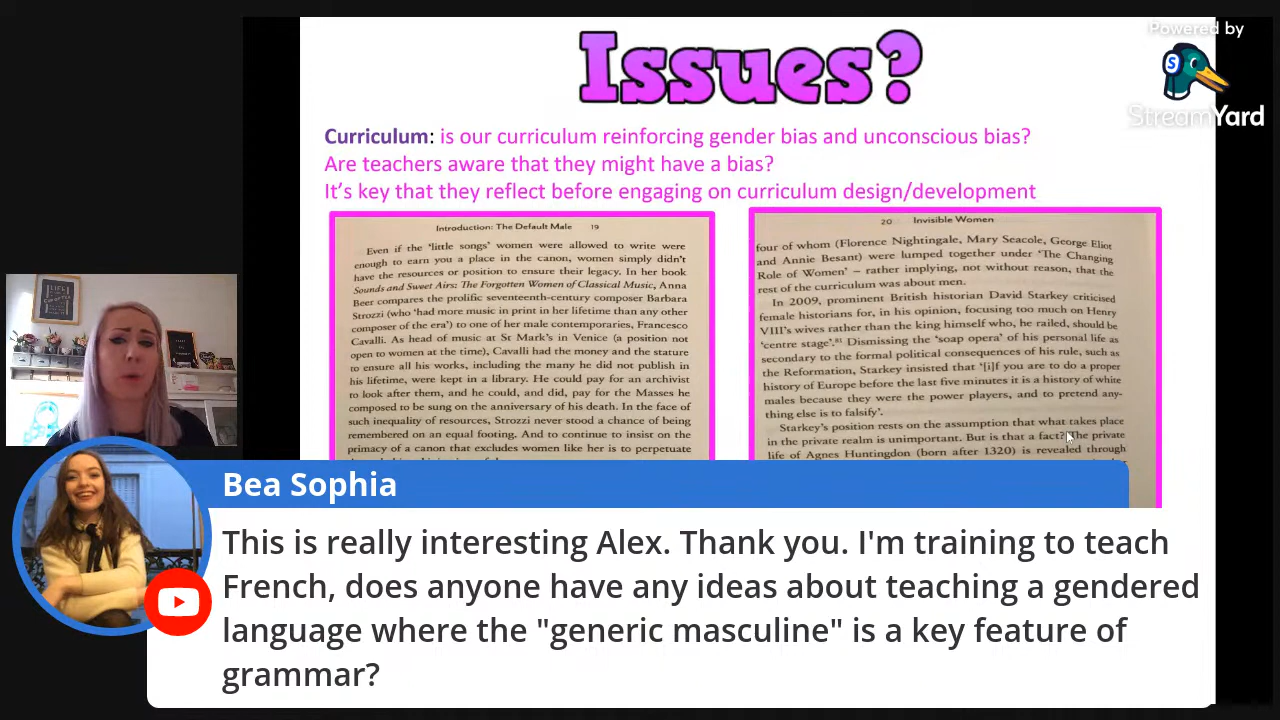 Issues?
Powered by
StreamYard
Curriculum: is our curriculum reinforcing gender bias and unconscious bias?
Are teachers aware that they might have a bias?
It's key that they reflect before engaging on curriculum design/development
Introduction: The Default Male 19
Even if the 'little songs' women were allowed to write were
enough to earn you a place in the canon, women simply didn't
have the resources or position to ensure their legacy. In her book
Sounds and Sweet Airs: The Forgotten Women of Classical Music, Anna
Beer compares the prolific seventeenth-century composer Barbara
Strozzi (who 'had more music in print in her lifetime than any other
composer of the era') to one of her male contemporaries, Francesco
Cavalli. As head of music at St Mark's in Venice (a position not
open to women at the time), Cavalli had the money and the stature
to ensure all his works, including the many he did not publish in
his lifetime, were kept in a library. He could pay for an archivist
to look after them, and he could, and did, pay for the Masses he
composed to be sung on the anniversary of his death. In the face of
such inequality of resources, Strozzi never stood a chance of being
remembered on an equal footing. And to continue to insist on the
primacy of a canon that excludes women like her is to perpetuate
20 Invisible Women
four of whom (Florence Nightingale, Mary Seacole, George Eliot
and Annie Besant) were lumped together under 'The Changing
Role of Women' – rather implying, not without reason, that the
rest of the curriculum was about men.
In 2009, prominent British historian David Starkey criticised
female historians for, in his opinion, focusing too much on Henry
VIII's wives rather than the king himself who, he railed, should be
'centre stage'.81 Dismissing the 'soap opera' of his personal life as
secondary to the formal political consequences of his rule, such as
the Reformation, Starkey insisted that '[i]f you are to do a proper
history of Europe before the last five minutes it is a history of white
males because they were the power players, and to pretend any-
thing else is to falsify'.
Starkey's position rests on the assumption that what takes place
in the private realm is unimportant. But is that a fact? The private
life of Agnes Huntingdon (born after 1320) is revealed through
Bea Sophia
This is really interesting Alex. Thank you. I'm training to teach
French, does anyone have any ideas about teaching a gendered
language where the "generic masculine" is a key feature of
grammar?